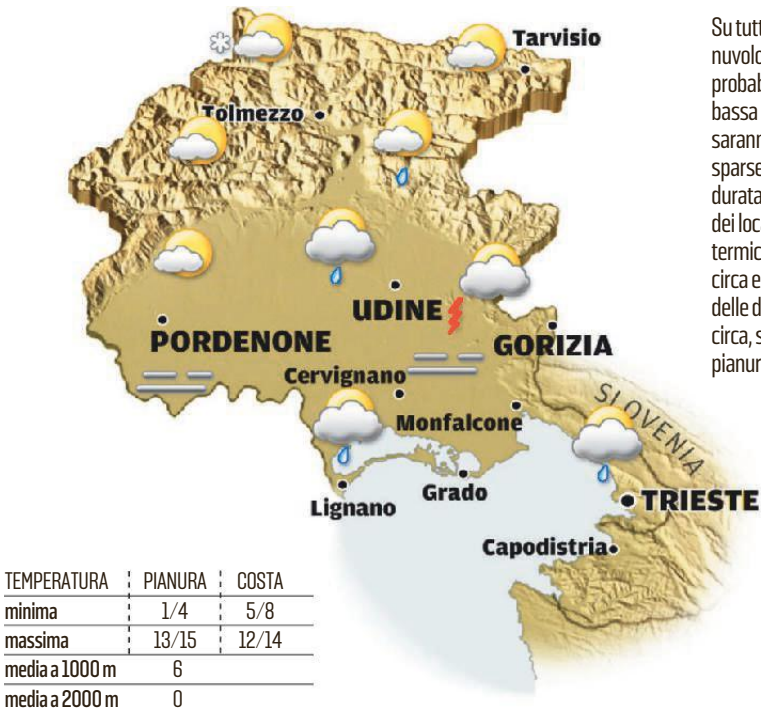 Tarvisio
Tolmezzo
UDINE
PORDENONE
GORIZIA
Cervignano
Monfalcone
SLOVENIA
Lignano
Grado
TRIESTE
Capodistria
TEMPERATURA PIANURA COSTA
minima 1/4 5/8
massima 13/15 12/14
media a 1000 m 6
media a 2000 m 0
Su tutt
nuvolo
probab
bassa
sarann
sparse
durata
dei loca
termic
circa e
delle d
circa, s
pianur